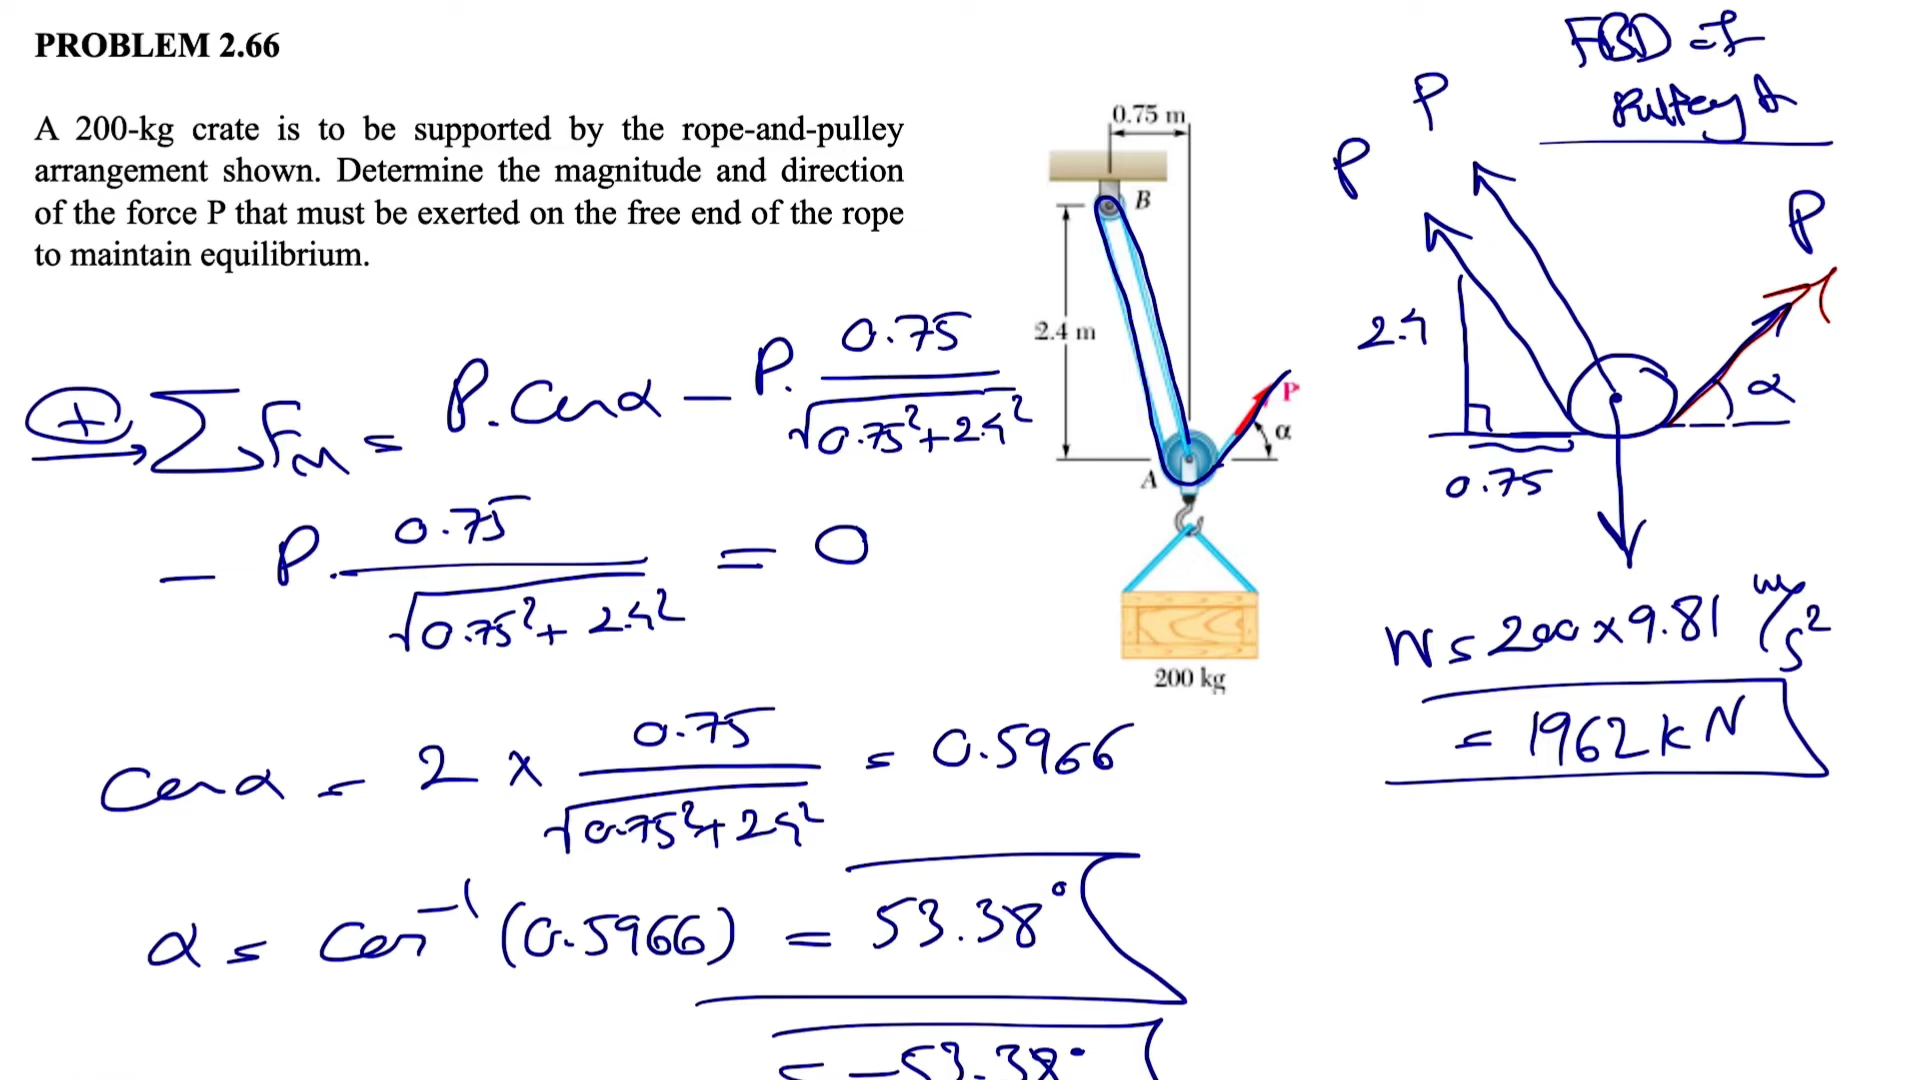 PROBLEM 2.66
A 200-kg crate is to be supported by the rope-and-pulley
arrangement shown. Determine the magnitude and direction
of the force P that must be exerted on the free end of the rope
to maintain equilibrium.
0.75 m
B
2.4 m
P
α
A
200 kg
FBD of
Pulley A
P
P
P
2.4
α
0.75
W = 200 × 9.81 m/s²
= 1962 k N
+ → ΣFx = P. Cos α − P. 0.75 / √0.75² + 2.4²
− P. 0.75 / √0.75² + 2.4² = 0
Cos α = 2 × 0.75 / √0.75² + 2.4² = 0.5966
α = Cos⁻¹ (0.5966) = 53.38°
= −53.38°